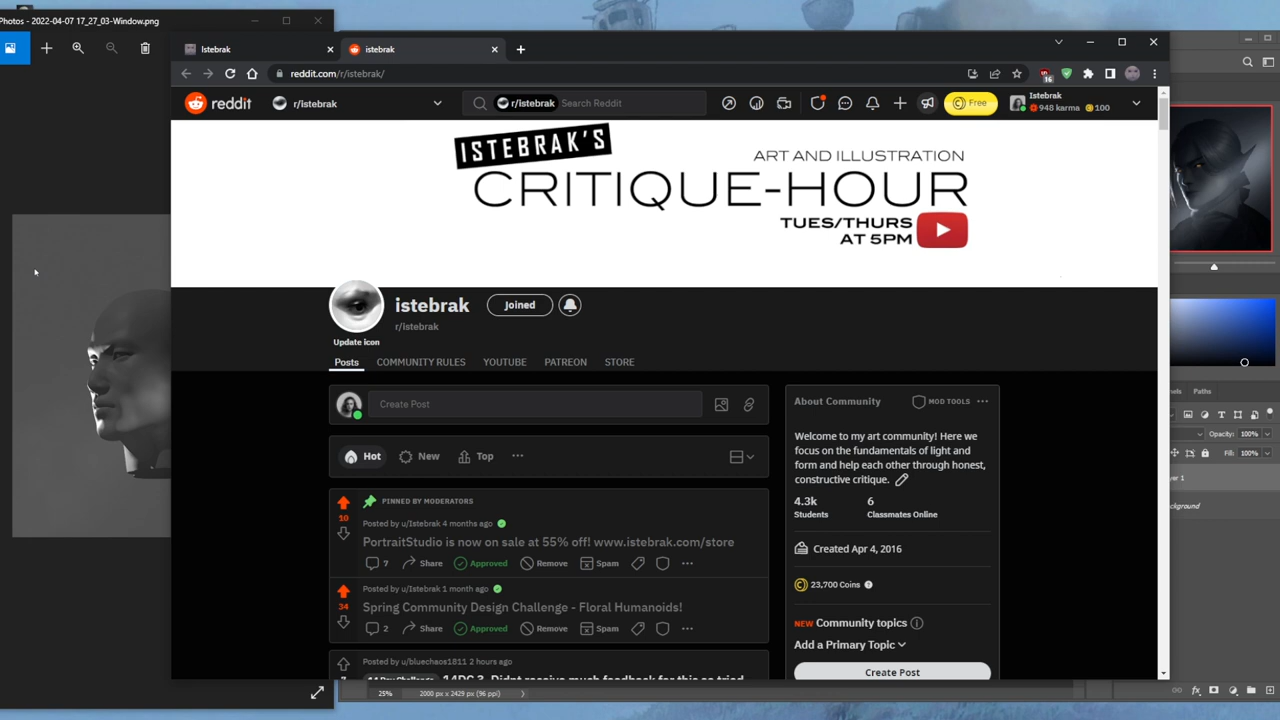 Photos - 2022-04-07 17_27_03-Window.png
Istebrak
istebrak
reddit.com/r/istebrak/
16
reddit
r/istebrak
r/istebrak
Search Reddit
Free
Istebrak
948 karma
100
ISTEBRAK'S
ART AND ILLUSTRATION
CRITIQUE-HOUR
TUES/THURS
AT 5PM
istebrak
Joined
r/istebrak
Update icon
Posts
COMMUNITY RULES
YOUTUBE
PATREON
STORE
Create Post
Hot
New
Top
PINNED BY MODERATORS
Posted by u/Istebrak 4 months ago
10
PortraitStudio is now on sale at 55% off! www.istebrak.com/store
7
Share
Approved
Remove
Spam
Posted by u/Istebrak 1 month ago
34
Spring Community Design Challenge - Floral Humanoids!
2
Share
Approved
Remove
Spam
Posted by u/bluechaos1811 2 hours ago
About Community
MOD TOOLS
Welcome to my art community! Here we
focus on the fundamentals of light and
form and help each other through honest,
constructive critique.
4.3k
6
Students
Classmates Online
Created Apr 4, 2016
23,700 Coins
NEW Community topics
Add a Primary Topic
Create Post
Paths
Opacity: 100%
Fill: 100%
25%
2000 px x 2429 px (96 ppi)